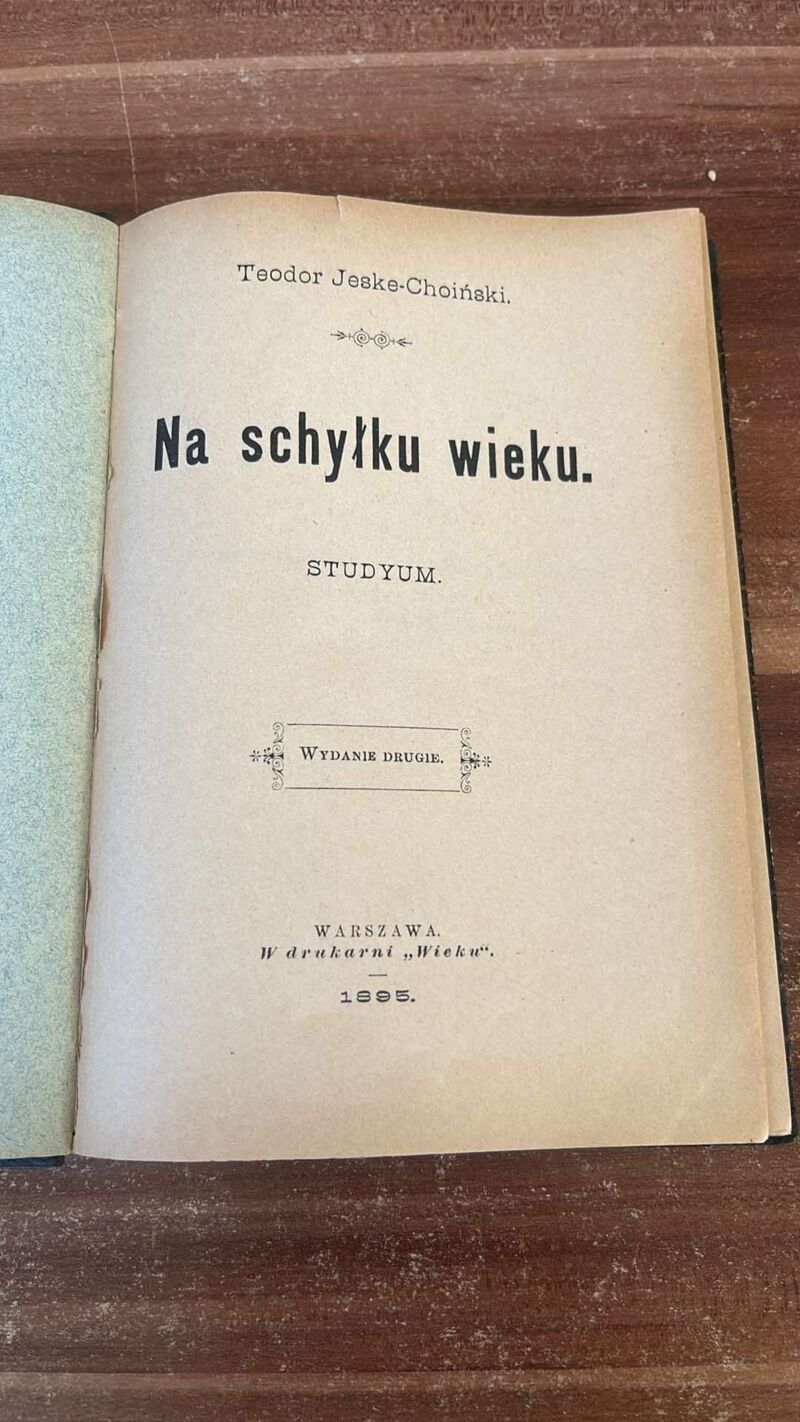 Teodor Jeske-Choiński.
Na schyłku wieku.
STUDYUM.
WYDANIE DRUGIE.
WARSZAWA.
W drukarni „Wieku“.
1895.